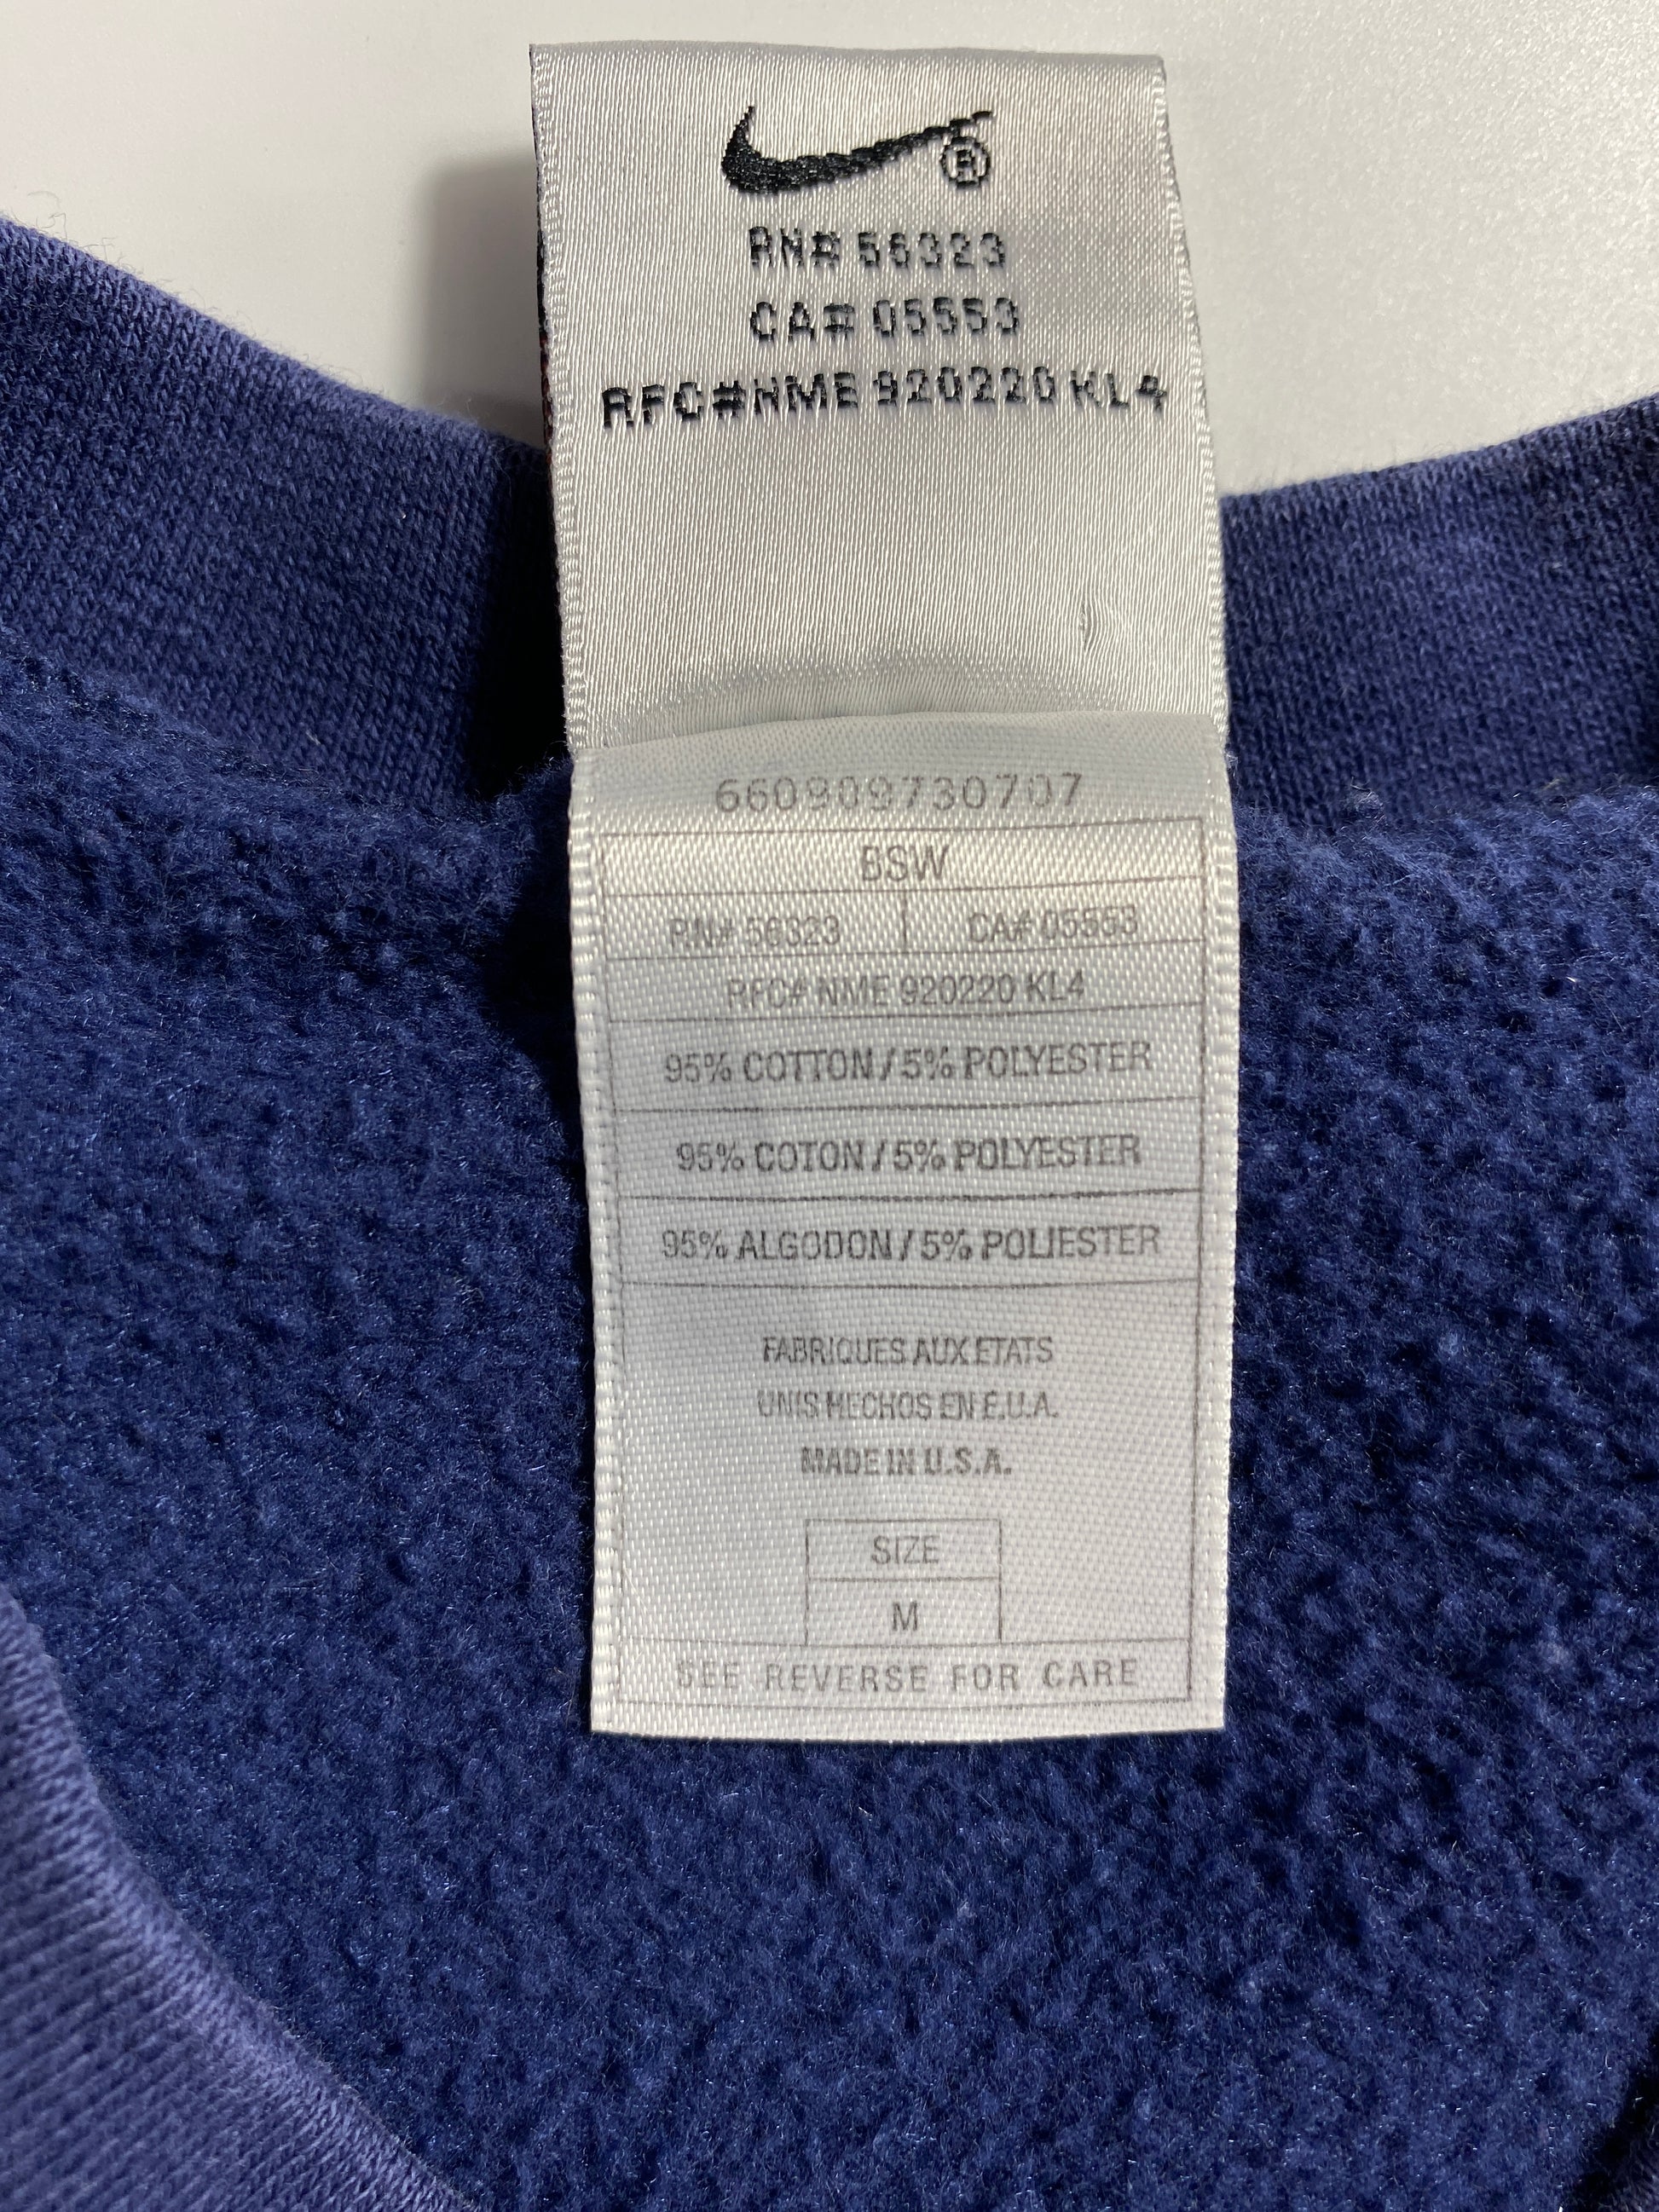 ®
RN# 56323
CA# 05553
RFC#NME 920220 KL4
660909730707
BSW
RN# 56323 CA# 05553
RFC# NME 920220 KL4
95% COTTON / 5% POLYESTER
95% COTON / 5% POLYESTER
95% ALGODON / 5% POLIESTER
FABRIQUES AUX ETATS
UNIS HECHOS EN E.U.A.
MADE IN U.S.A.
SIZE
M
SEE REVERSE FOR CARE